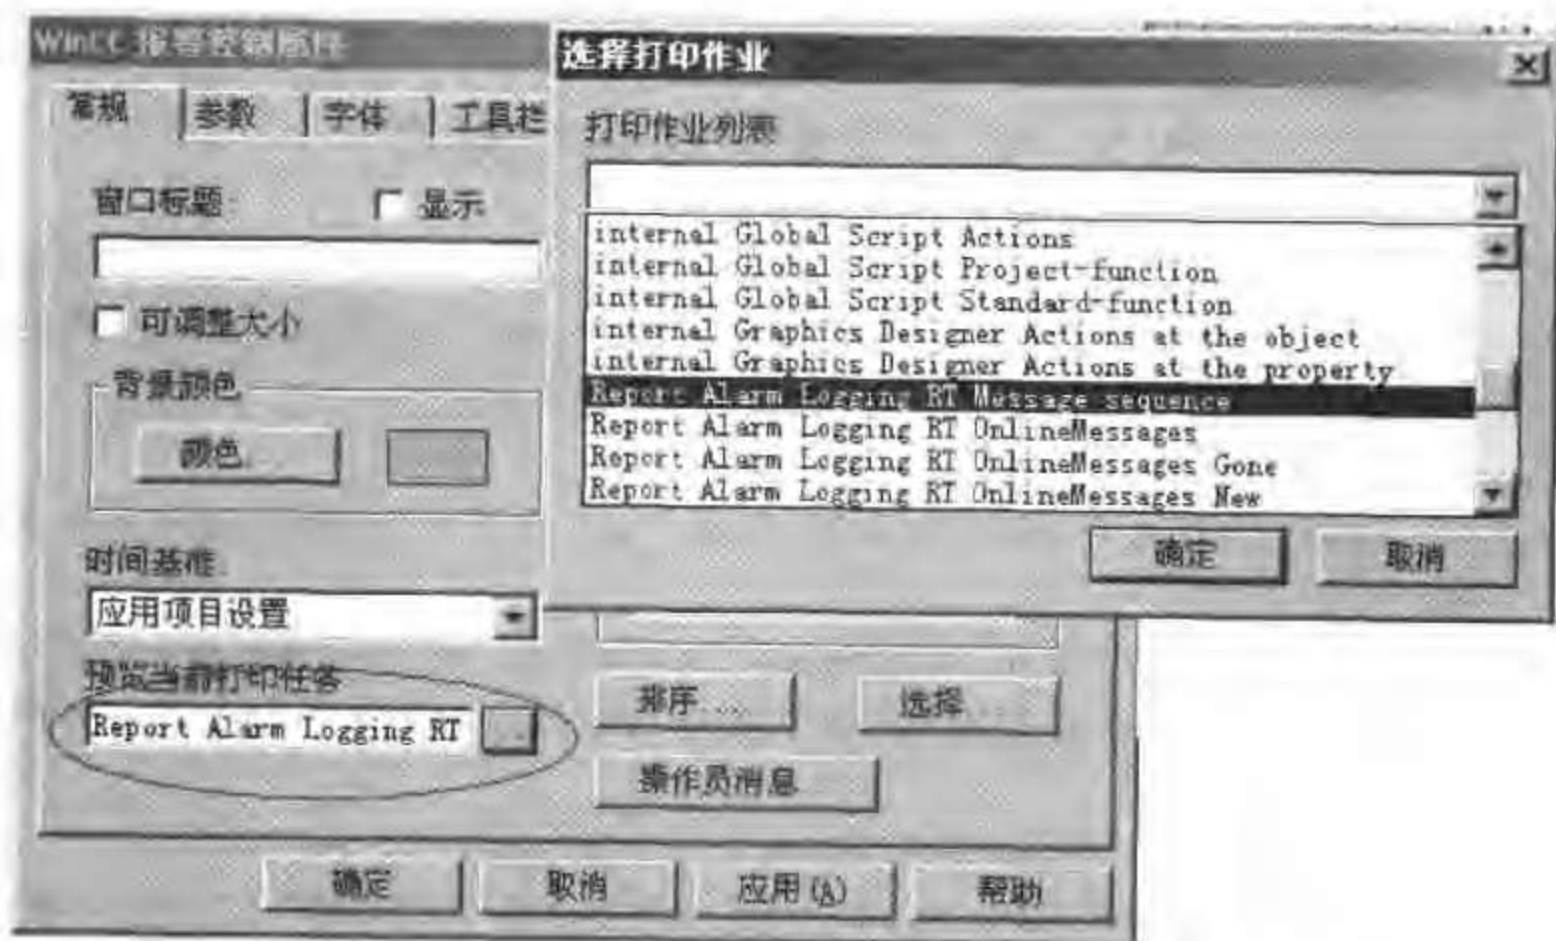 WinCC 报警控制属性
常规 参数 字体 工具栏
窗口标题: 显示
可调整大小
背景颜色
颜色...
时间基准:
应用项目设置
预览当前打印任务
Report Alarm Logging RT
排序... 选择...
操作员消息...
确定 取消 应用(A) 帮助
选择打印作业
打印作业列表
internal Global Script Actions
internal Global Script Project-function
internal Global Script Standard-function
internal Graphics Designer Actions at the object
internal Graphics Designer Actions at the property
Report Alarm Logging RT Message sequence
Report Alarm Logging RT OnlineMessages
Report Alarm Logging RT OnlineMessages Gone
Report Alarm Logging RT OnlineMessages New
确定 取消